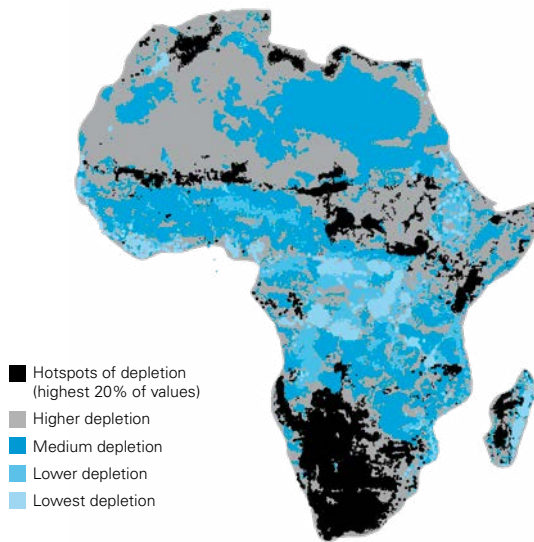 Hotspots of depletion
(highest 20% of values)
Higher depletion
Medium depletion
Lower depletion
Lowest depletion